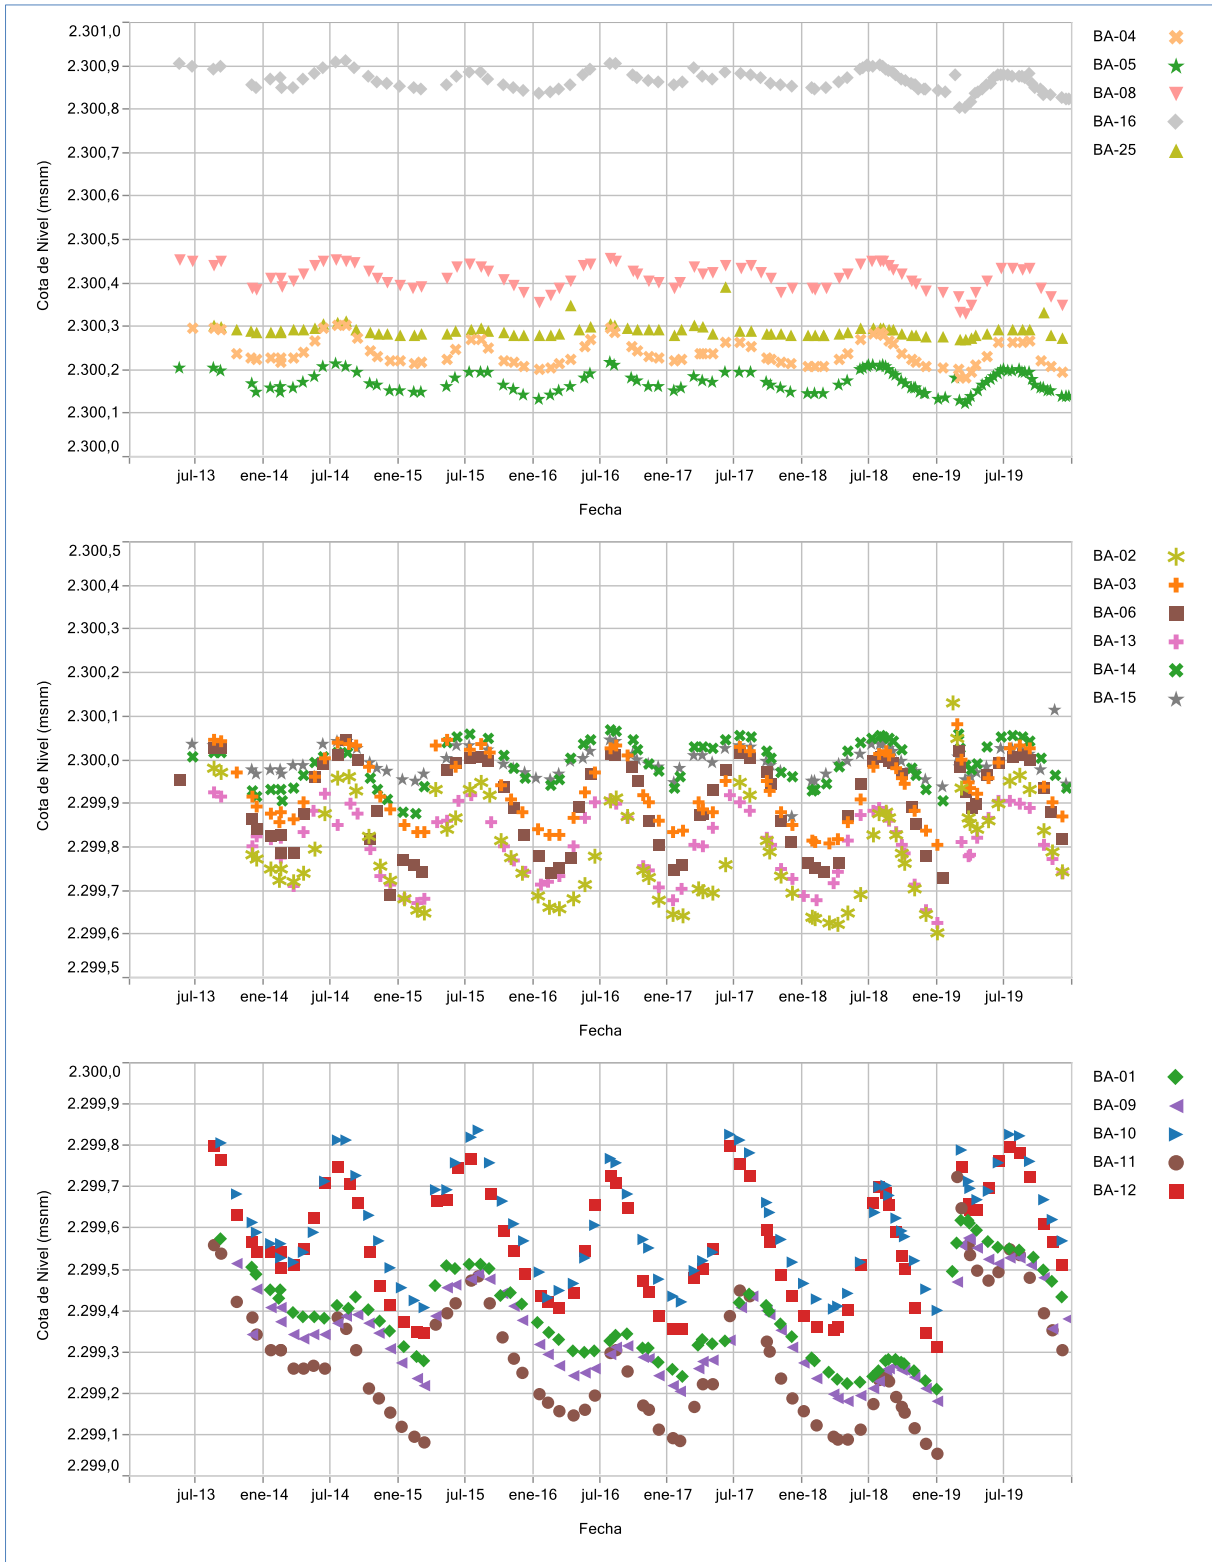 2.301,0
2.300,9
2.300,8
2.300,7
2.300,6
2.300,5
2.300,4
2.300,3
2.300,2
2.300,1
2.300,0
Cota de Nivel (msnm)
jul-13 ene-14 jul-14 ene-15 jul-15 ene-16 jul-16 ene-17 jul-17 ene-18 jul-18 ene-19 jul-19
Fecha
BA-04
BA-05
BA-08
BA-16
BA-25
2.300,5
2.300,4
2.300,3
2.300,2
2.300,1
2.300,0
2.299,9
2.299,8
2.299,7
2.299,6
2.299,5
Cota de Nivel (msnm)
jul-13 ene-14 jul-14 ene-15 jul-15 ene-16 jul-16 ene-17 jul-17 ene-18 jul-18 ene-19 jul-19
Fecha
BA-02
BA-03
BA-06
BA-13
BA-14
BA-15
2.300,0
2.299,9
2.299,8
2.299,7
2.299,6
2.299,5
2.299,4
2.299,3
2.299,2
2.299,1
2.299,0
Cota de Nivel (msnm)
jul-13 ene-14 jul-14 ene-15 jul-15 ene-16 jul-16 ene-17 jul-17 ene-18 jul-18 ene-19 jul-19
Fecha
BA-01
BA-09
BA-10
BA-11
BA-12